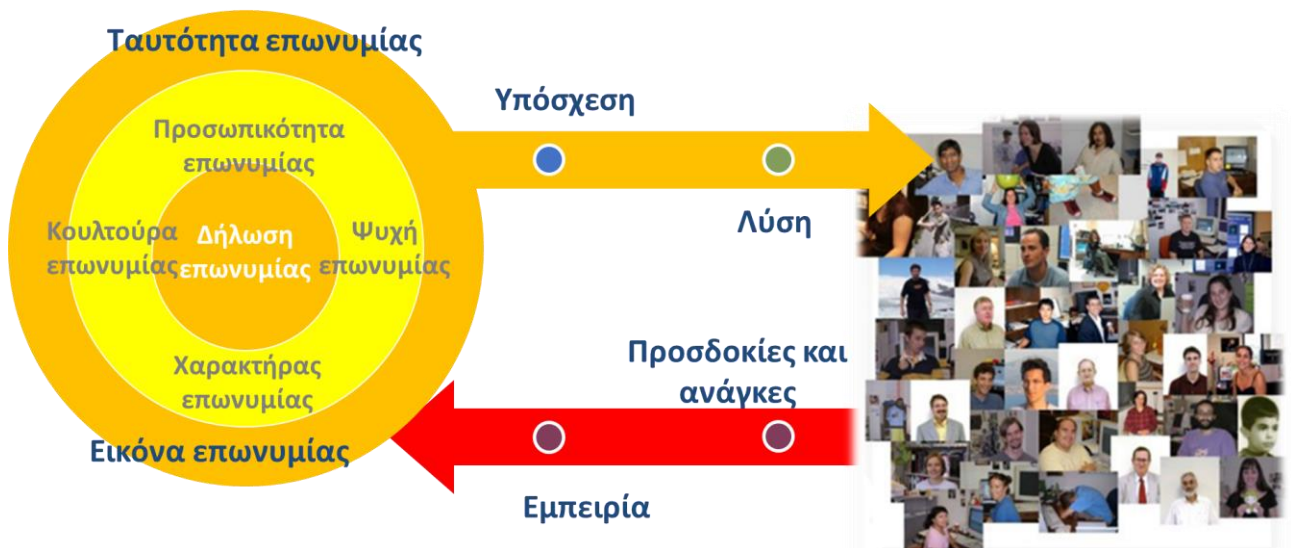 Ταυτότητα επωνυμίας
Προσωπικότητα
επωνυμίας
Κουλτούρα
επωνυμίας
Δήλωση
επωνυμίας
Ψυχή
επωνυμίας
Χαρακτήρας
επωνυμίας
Εικόνα επωνυμίας
Υπόσχεση
Λύση
Προσδοκίες και
ανάγκες
Εμπειρία